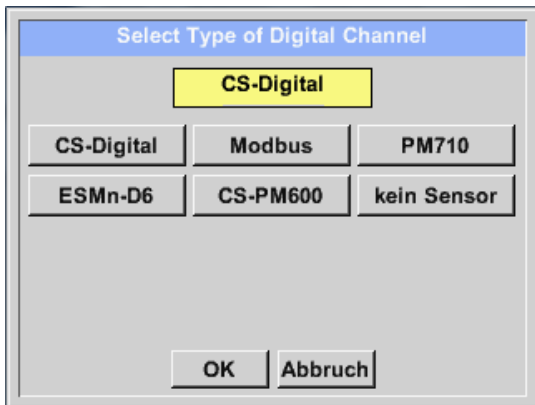 Select Type of Digital Channel
CS-Digital
CS-Digital Modbus PM710
ESMn-D6 CS-PM600 kein Sensor
OK Abbruch